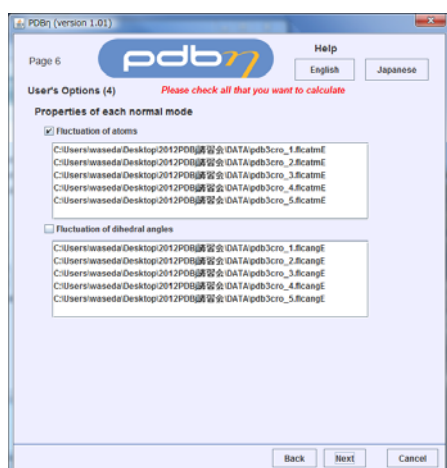 PDBη (version 1.01)
Page 6
pdbη
Help
English
Japanese
User's Options (4)
Please check all that you want to calculate
Properties of each normal mode
Fluctuation of atoms
C:\Users\waseda\Desktop\2012PDBj講習会\DATA\pdb3cro_1.flcatmE
C:\Users\waseda\Desktop\2012PDBj講習会\DATA\pdb3cro_2.flcatmE
C:\Users\waseda\Desktop\2012PDBj講習会\DATA\pdb3cro_3.flcatmE
C:\Users\waseda\Desktop\2012PDBj講習会\DATA\pdb3cro_4.flcatmE
C:\Users\waseda\Desktop\2012PDBj講習会\DATA\pdb3cro_5.flcatmE
Fluctuation of dihedral angles
C:\Users\waseda\Desktop\2012PDBj講習会\DATA\pdb3cro_1.flcangE
C:\Users\waseda\Desktop\2012PDBj講習会\DATA\pdb3cro_2.flcangE
C:\Users\waseda\Desktop\2012PDBj講習会\DATA\pdb3cro_3.flcangE
C:\Users\waseda\Desktop\2012PDBj講習会\DATA\pdb3cro_4.flcangE
C:\Users\waseda\Desktop\2012PDBj講習会\DATA\pdb3cro_5.flcangE
Back
Next
Cancel